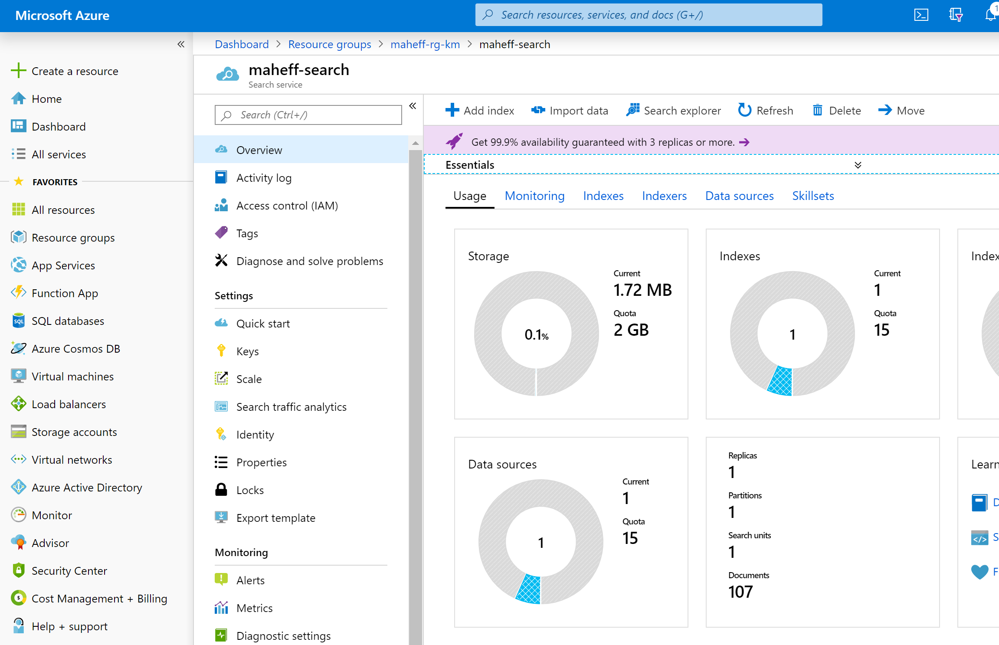 Microsoft Azure
Search resources, services, and docs (G+/)
1
Dashboard > Resource groups > maheff-rg-km > maheff-search
Create a resource
Home
Dashboard
All services
FAVORITES
All resources
Resource groups
App Services
Function App
SQL
SQL databases
Azure Cosmos DB
Virtual machines
Load balancers
Storage accounts
Virtual networks
Azure Active Directory
Monitor
Advisor
Security Center
Cost Management + Billing
Help + support
maheff-search
Search service
Search (Ctrl+/)
Overview
Activity log
Access control (IAM)
Tags
Diagnose and solve problems
Settings
Quick start
Keys
Scale
Search traffic analytics
Identity
Properties
Locks
Export template
Monitoring
Alerts
Metrics
Diagnostic settings
Add index Import data Search explorer Refresh Delete Move
Get 99.9% availability guaranteed with 3 replicas or more.
Essentials
Usage Monitoring Indexes Indexers Data sources Skillsets
Storage
Current
1.72 MB
Quota
2 GB
0.1%
Indexes
Current
1
Quota
15
1
Index
Data sources
Current
1
Quota
15
1
Replicas
1
Partitions
1
Search units
1
Documents
107
Learn
D
S
F